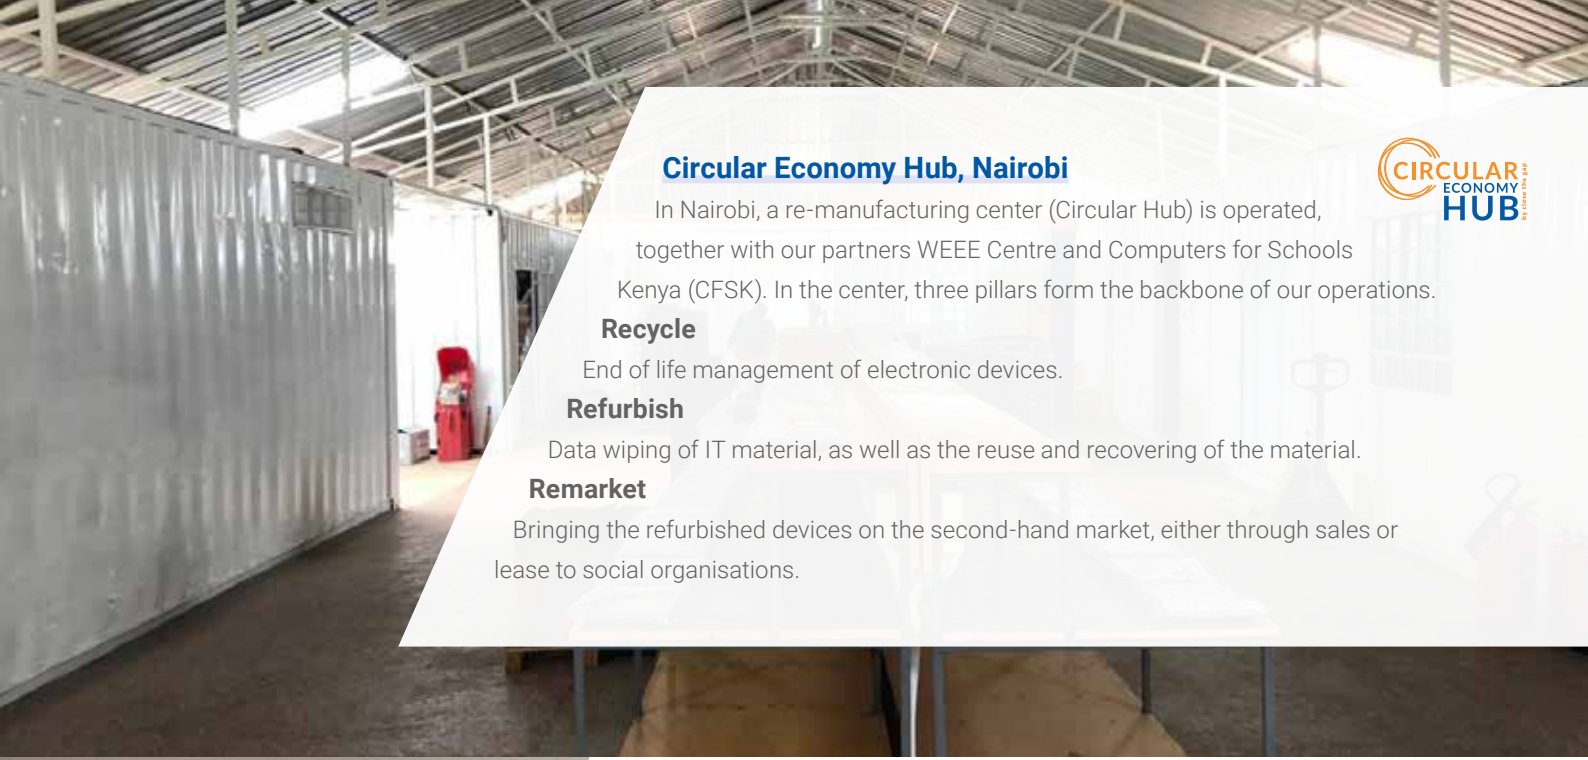 Circular Economy Hub, Nairobi
In Nairobi, a re-manufacturing center (Circular Hub) is operated,
together with our partners WEEE Centre and Computers for Schools
Kenya (CFSK). In the center, three pillars form the backbone of our operations.
Recycle
End of life management of electronic devices.
Refurbish
Data wiping of IT material, as well as the reuse and recovering of the material.
Remarket
Bringing the refurbished devices on the second-hand market, either through sales or
lease to social organisations.
CIRCULAR
ECONOMY
HUB
by close the gap